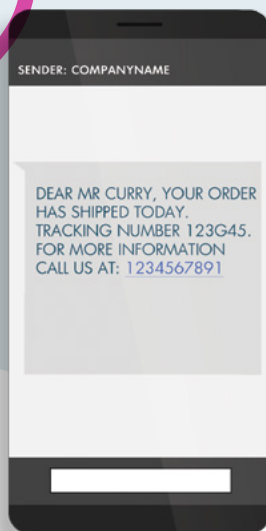 SENDER: COMPANYNAME
DEAR MR CURRY, YOUR ORDER
HAS SHIPPED TODAY.
TRACKING NUMBER 123G45.
FOR MORE INFORMATION
CALL US AT: 1234567891